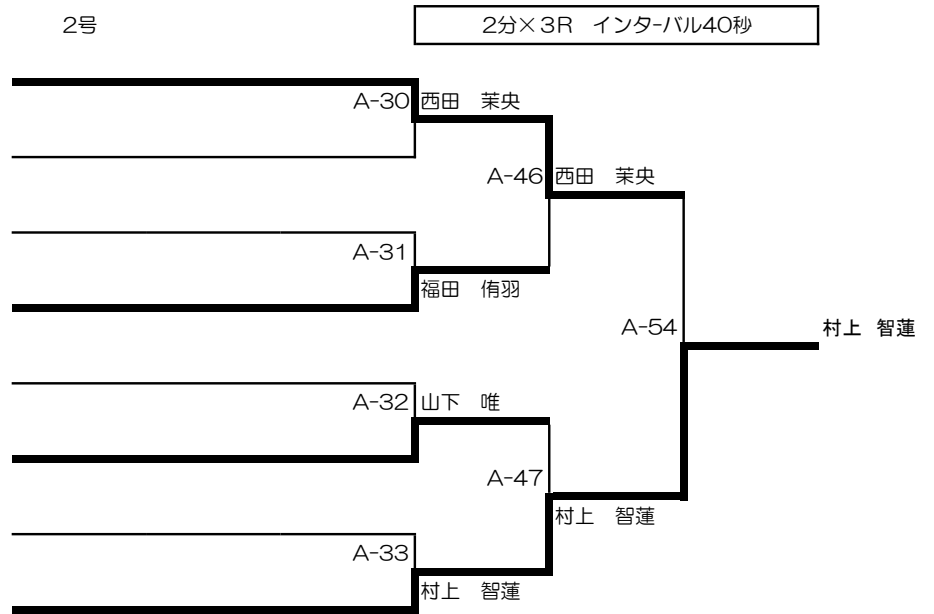 2号
2分×3R　インターバル40秒
A-30 西田　茉央
A-46 西田　茉央
A-31
福田　侑羽
A-54 村上　智蓮
A-32 山下　唯
A-47
村上　智蓮
A-33
村上　智蓮